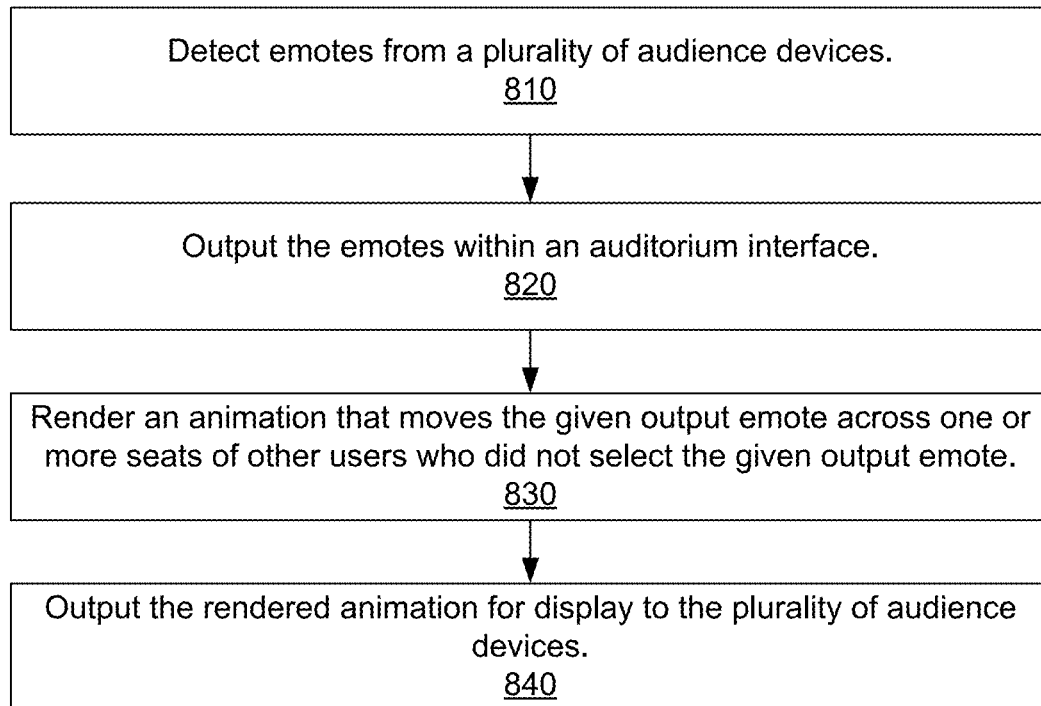 Detect emotes from a plurality of audience devices.
810
Output the emotes within an auditorium interface.
820
Render an animation that moves the given output emote across one or
more seats of other users who did not select the given output emote.
830
Output the rendered animation for display to the plurality of audience
devices.
840